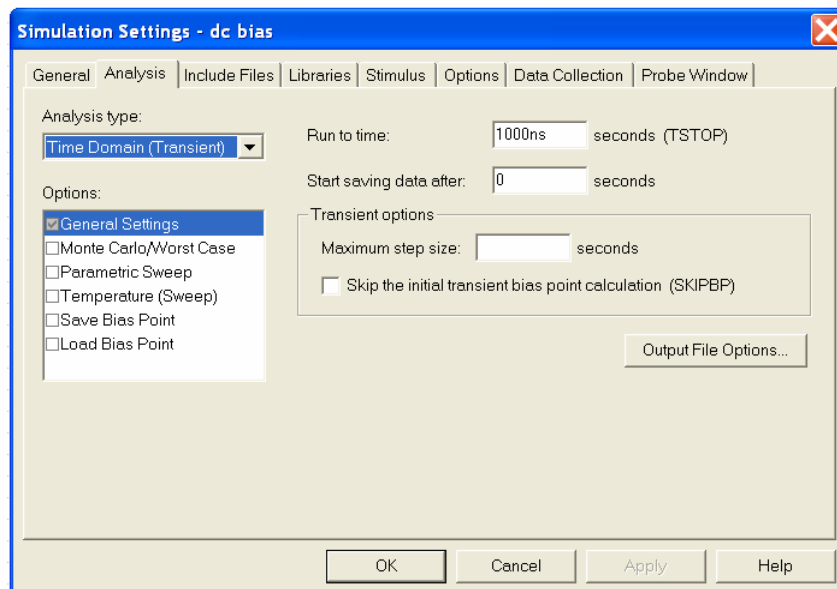 Simulation Settings - dc bias
General Analysis Include Files Libraries Stimulus Options Data Collection Probe Window
Analysis type:
Time Domain (Transient)
Options:
General Settings
Monte Carlo/Worst Case
Parametric Sweep
Temperature (Sweep)
Save Bias Point
Load Bias Point
Run to time: 1000ns seconds (TSTOP)
Start saving data after: 0 seconds
Transient options
Maximum step size: seconds
Skip the initial transient bias point calculation (SKIPBP)
Output File Options...
OK Cancel Apply Help